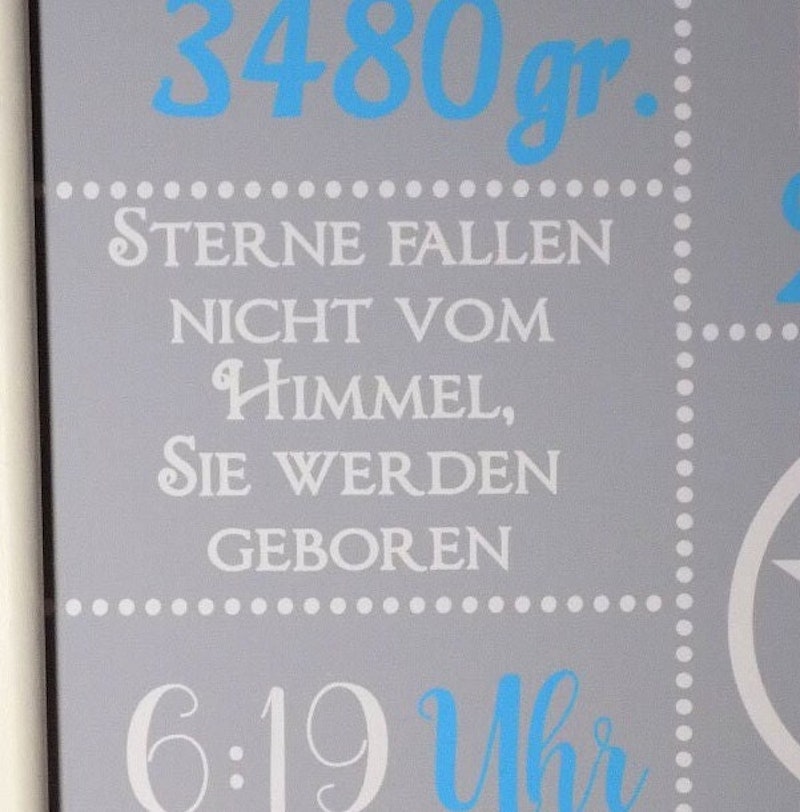 3480 gr.
Sterne fallen
nicht vom
Himmel,
Sie werden
geboren
6:19 Uhr